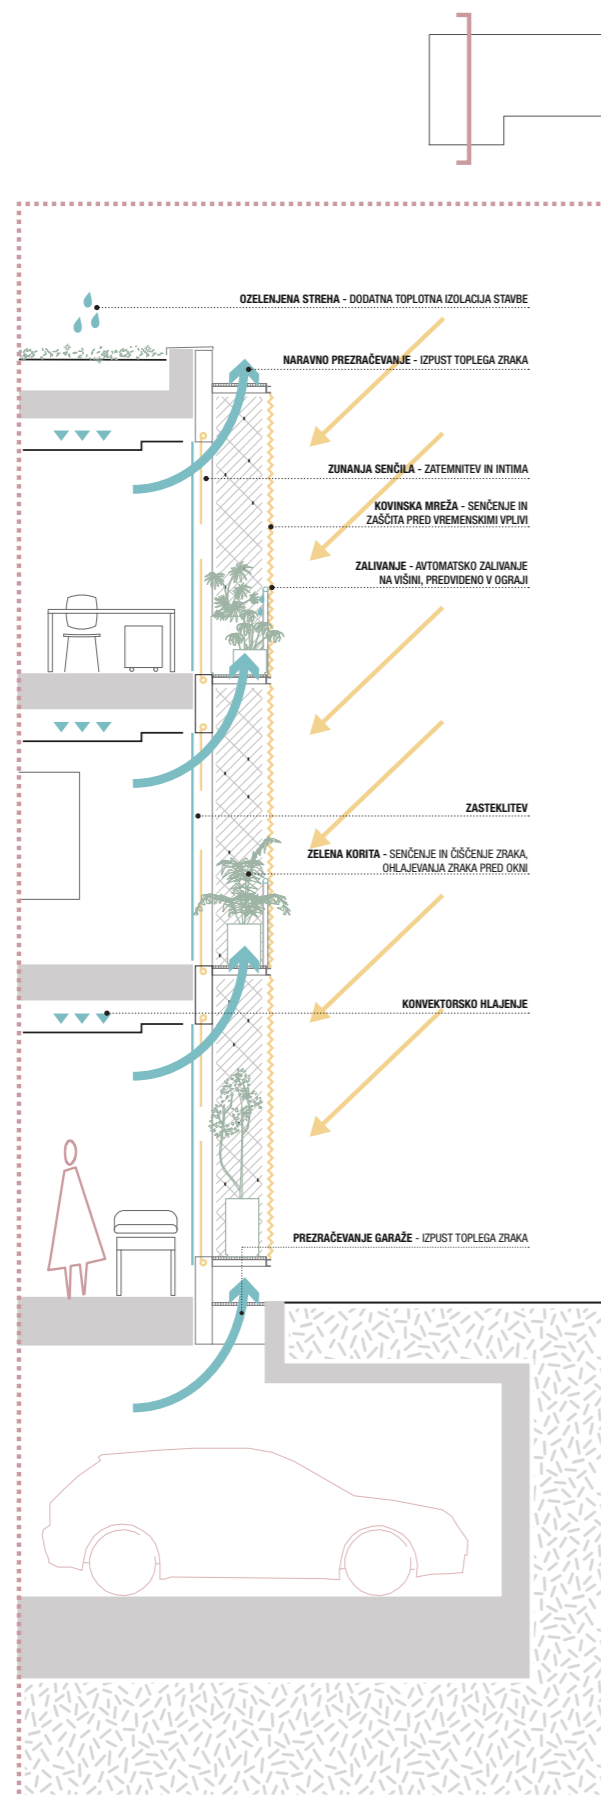 OZELENJENA STREHA - DODATNA TOPLOTNA IZOLACIJA STAVBE
NARAVNO PREZRAČEVANJE - IZPUST TOPLEGA ZRAKA
ZUNANJA SENČILA - ZATEMNITEV IN INTIMA
KOVINSKA MREŽA - SENČENJE IN
ZAŠČITA PRED VREMENSKIMI VPLIVI
ZALIVANJE - AVTOMATSKO ZALIVANJE
NA VIŠINI, PREDVIDENO V OGRAJI
ZASTEKLITEV
ZELENA KORITA - SENČENJE IN ČIŠČENJE ZRAKA,
OHLAJEVANJA ZRAKA PRED OKNI
KONVEKTORSKO HLAJENJE
PREZRAČEVANJE GARAŽE - IZPUST TOPLEGA ZRAKA